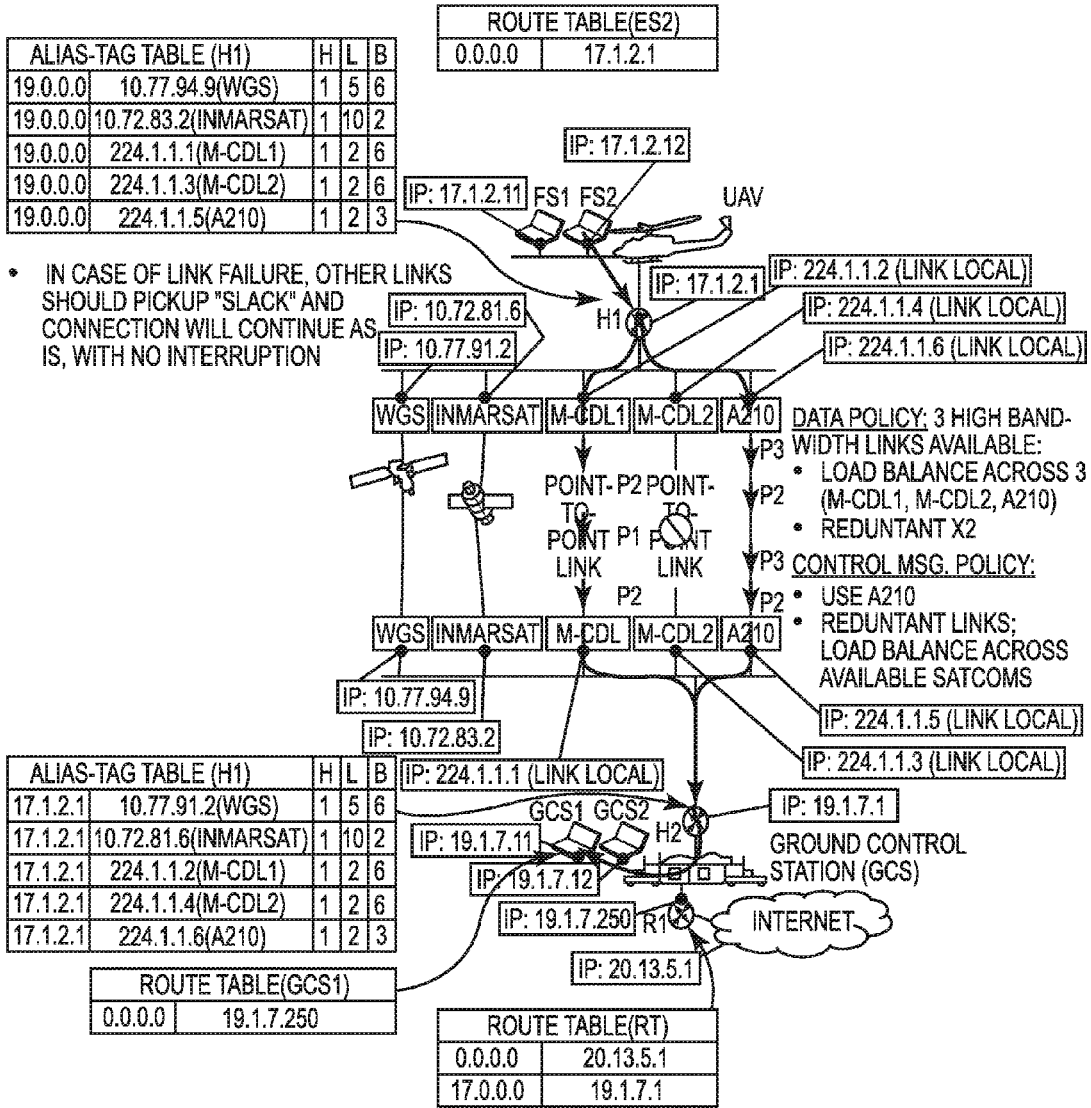 ROUTE TABLE(ES2)
0.0.0.0 17.1.2.1
ALIAS-TAG TABLE (H1) H L B
19.0.0.0 10.77.94.9(WGS) 1 5 6
19.0.0.0 10.72.83.2(INMARSAT) 1 10 2
19.0.0.0 224.1.1.1(M-CDL1) 1 2 6
19.0.0.0 224.1.1.3(M-CDL2) 1 2 6
19.0.0.0 224.1.1.5(A210) 1 2 3
IP: 17.1.2.12
IP: 17.1.2.11
FS1 FS2
UAV
• IN CASE OF LINK FAILURE, OTHER LINKS
SHOULD PICKUP "SLACK" AND
CONNECTION WILL CONTINUE AS
IS, WITH NO INTERRUPTION
IP: 10.72.81.6
IP: 10.77.91.2
H1
IP: 17.1.2.1
IP: 224.1.1.2 (LINK LOCAL)
IP: 224.1.1.4 (LINK LOCAL)
IP: 224.1.1.6 (LINK LOCAL)
WGS INMARSAT M-CDL1 M-CDL2 A210
POINT-
TO-
POINT
LINK
P2
P1
P2
POINT-
TO-
POINT
LINK
P3
P2
P3
P2
DATA POLICY: 3 HIGH BAND-
WIDTH LINKS AVAILABLE:
• LOAD BALANCE ACROSS 3
(M-CDL1, M-CDL2, A210)
• REDUNTANT X2
CONTROL MSG. POLICY:
• USE A210
• REDUNTANT LINKS;
LOAD BALANCE ACROSS
AVAILABLE SATCOMS
WGS INMARSAT M-CDL M-CDL2 A210
IP: 10.77.94.9
IP: 10.72.83.2
IP: 224.1.1.1 (LINK LOCAL)
IP: 224.1.1.5 (LINK LOCAL)
IP: 224.1.1.3 (LINK LOCAL)
ALIAS-TAG TABLE (H1) H L B
17.1.2.1 10.77.91.2(WGS) 1 5 6
17.1.2.1 10.72.81.6(INMARSAT) 1 10 2
17.1.2.1 224.1.1.2(M-CDL1) 1 2 6
17.1.2.1 224.1.1.4(M-CDL2) 1 2 6
17.1.2.1 224.1.1.6(A210) 1 2 3
GCS1 GCS2
H2
IP: 19.1.7.1
IP: 19.1.7.11
IP: 19.1.7.12
GROUND CONTROL
STATION (GCS)
IP: 19.1.7.250
R1
INTERNET
IP: 20.13.5.1
ROUTE TABLE(GCS1)
0.0.0.0 19.1.7.250
ROUTE TABLE(RT)
0.0.0.0 20.13.5.1
17.0.0.0 19.1.7.1